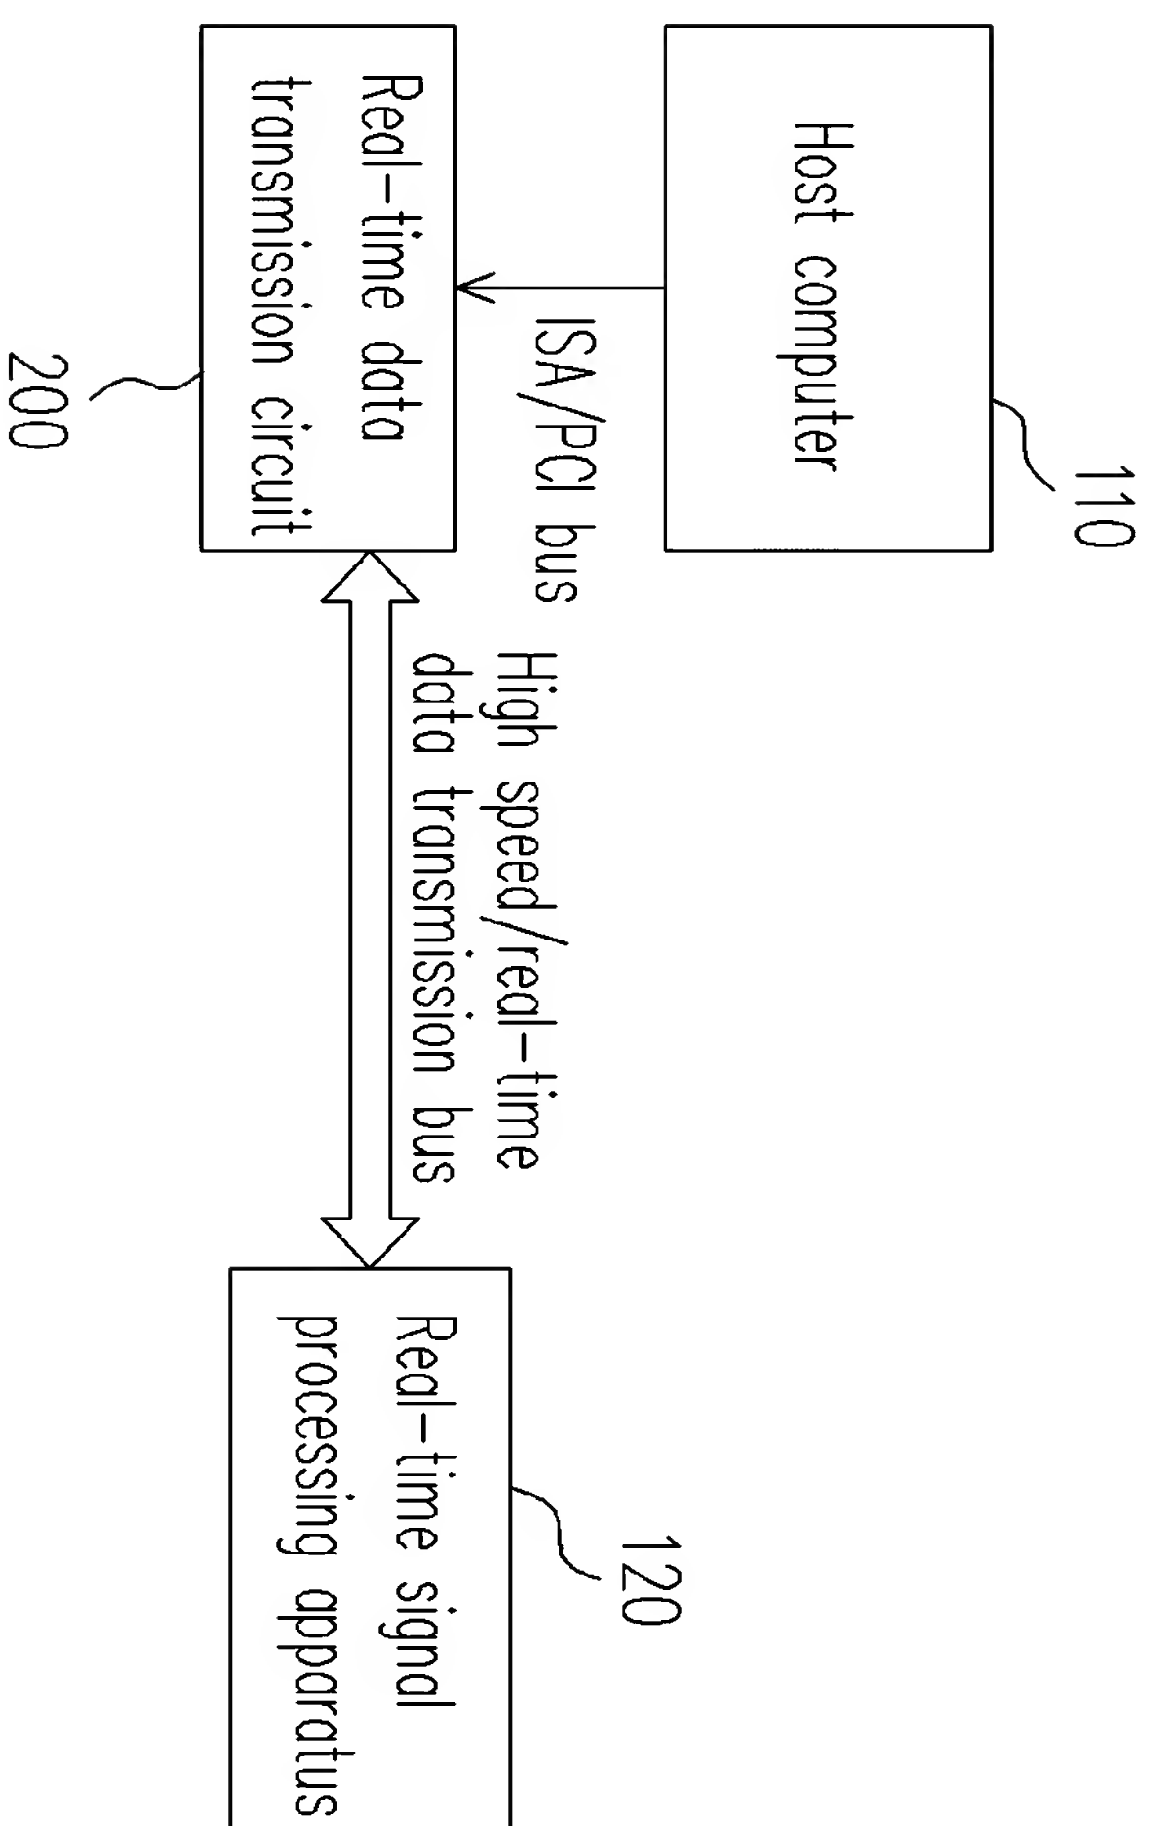 110
Host computer
ISA/PCI bus
High speed/real-time
data transmission bus
120
Real-time data
transmission circuit
Real-time signal
processing apparatus
200